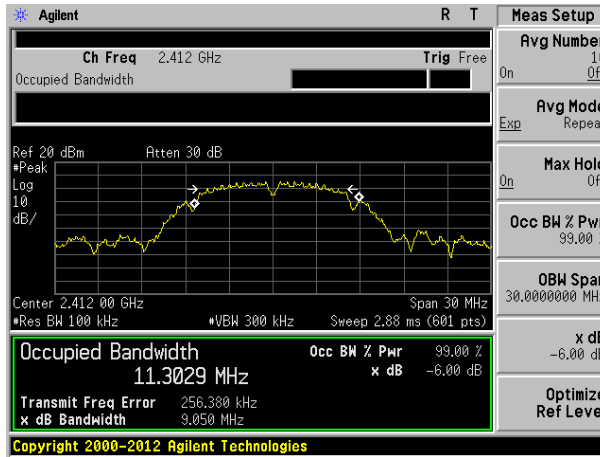 Agilent R T
Ch Freq 2.412 GHz Trig Free
Occupied Bandwidth
Ref 20 dBm Atten 30 dB
#Peak
Log
10
dB/
Center 2.412 00 GHz Span 30 MHz
#Res BW 100 kHz #VBW 300 kHz Sweep 2.88 ms (601 pts)
Occupied Bandwidth Occ BW % Pwr 99.00 %
11.3029 MHz x dB -6.00 dB
Transmit Freq Error 256.380 kHz
x dB Bandwidth 9.050 MHz
Copyright 2000-2012 Agilent Technologies
Meas Setup
Avg Number
On
Avg Mode
Exp
Max Hold
On
Occ BW % Pwr
99.00
OBW Span
30.0000000
x dB
-6.00
Optimize
Ref Level